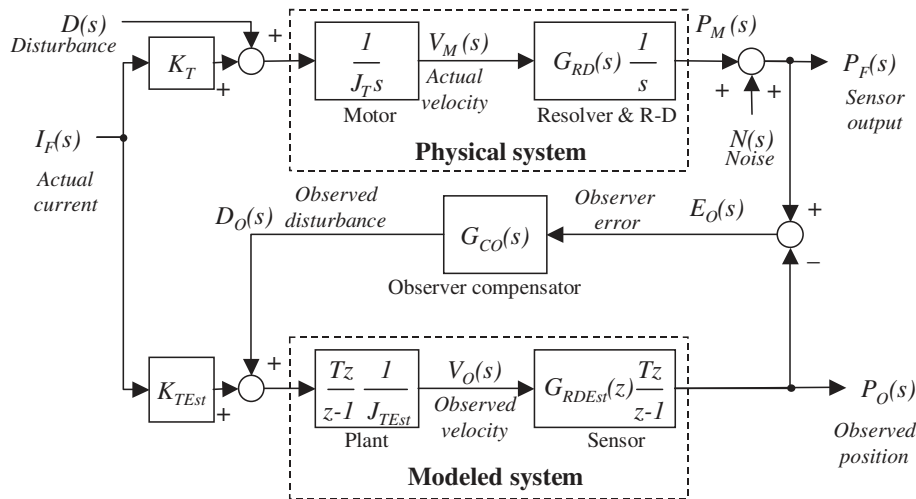 D(s)
Disturbance
+
K_T
+
1
J_T s
Motor
V_M(s)
Actual
velocity
G_RD(s) 1
s
Resolver & R-D
Physical system
P_M(s)
+
+
+
N(s)
Noise
P_F(s)
Sensor
output
I_F(s)
Actual
current
Observed
disturbance
D_O(s)
G_CO(s)
Observer compensator
Observer
error
E_O(s)
+
−
K_TEst
+
+
Tz 1
z-1 J_TEst
Plant
V_O(s)
Observed
velocity
G_RDEst(z) Tz
z-1
Sensor
Modeled system
P_O(s)
Observed
position